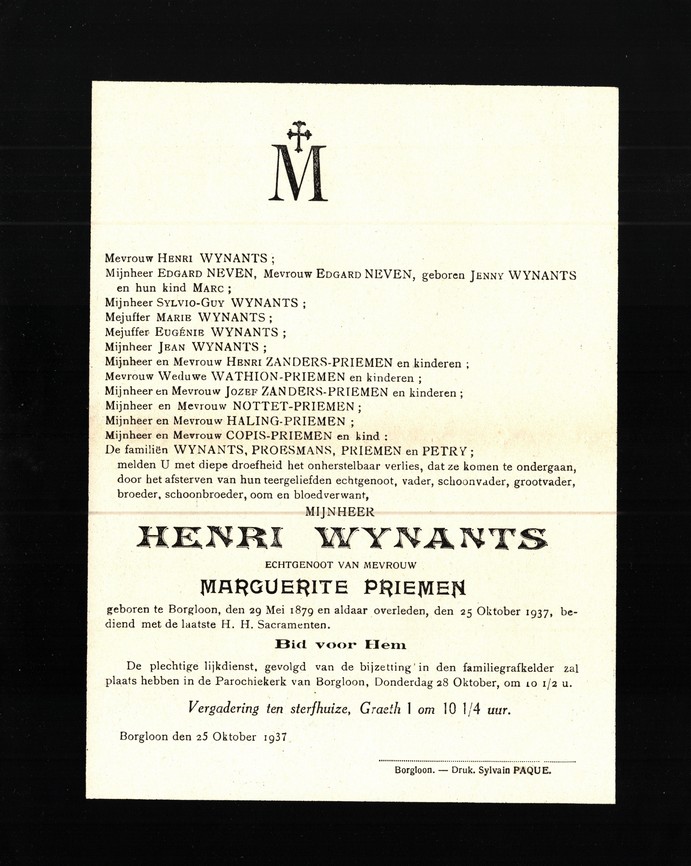 M
Mevrouw HENRI WYNANTS ;
Mijnheer EDGARD NEVEN, Mevrouw EDGARD NEVEN, geboren JENNY WYNANTS
en hun kind MARC ;
Mijnheer SYLVIO-GUY WYNANTS ;
Mejuffer MARIE WYNANTS ;
Mejuffer EUGÉNIE WYNANTS ;
Mijnheer JEAN WYNANTS ;
Mijnheer en Mevrouw HENRI ZANDERS-PRIEMEN en kinderen ;
Mevrouw Weduwe WATHION-PRIEMEN en kinderen ;
Mijnheer en Mevrouw JOZEF ZANDERS-PRIEMEN en kinderen ;
Mijnheer en Mevrouw NOTTET-PRIEMEN ;
Mijnheer en Mevrouw HALING-PRIEMEN ;
Mijnheer en Mevrouw COPIS-PRIEMEN en kind :
De familiën WYNANTS, PROESMANS, PRIEMEN en PETRY ;
melden U met diepe droefheid het onherstelbaar verlies, dat ze komen te ondergaan,
door het afsterven van hun teergeliefden echtgenoot, vader, schoonvader, grootvader,
broeder, schoonbroeder, oom en bloedverwant,
MIJNHEER
HENRI WYNANTS
ECHTGENOOT VAN MEVROUW
MARGUERITE PRIEMEN
geboren te Borgloon, den 29 Mei 1879 en aldaar overleden, den 25 Oktober 1937, be-
diend met de laatste H. H. Sacramenten.
Bid voor Hem
De plechtige lijkdienst, gevolgd van de bijzetting in den familiegrafkelder zal
plaats hebben in de Parochiekerk van Borgloon, Donderdag 28 Oktober, om 10 1/2 u.
Vergadering ten sterfhuize, Graeth 1 om 10 1/4 uur.
Borgloon den 25 Oktober 1937
Borgloon. — Druk. Sylvain PAQUE.